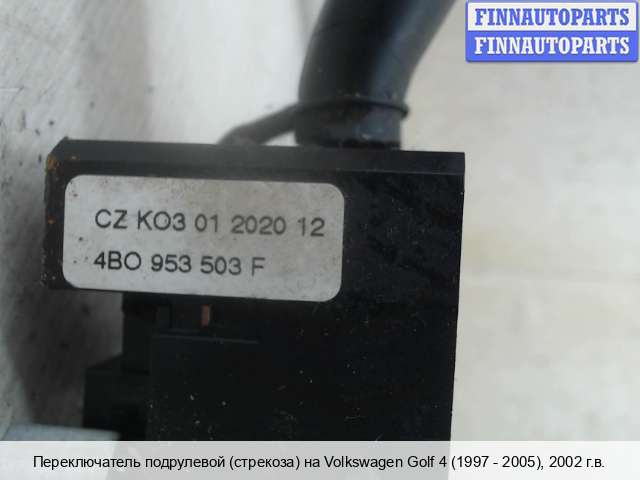 FINNAUTOPARTS
FINNAUTOPARTS
CZ KO3 01 2020 12
4BO 953 503 F
Переключатель подрулевой (стрекоза) на Volkswagen Golf 4 (1997 - 2005), 2002 г.в.